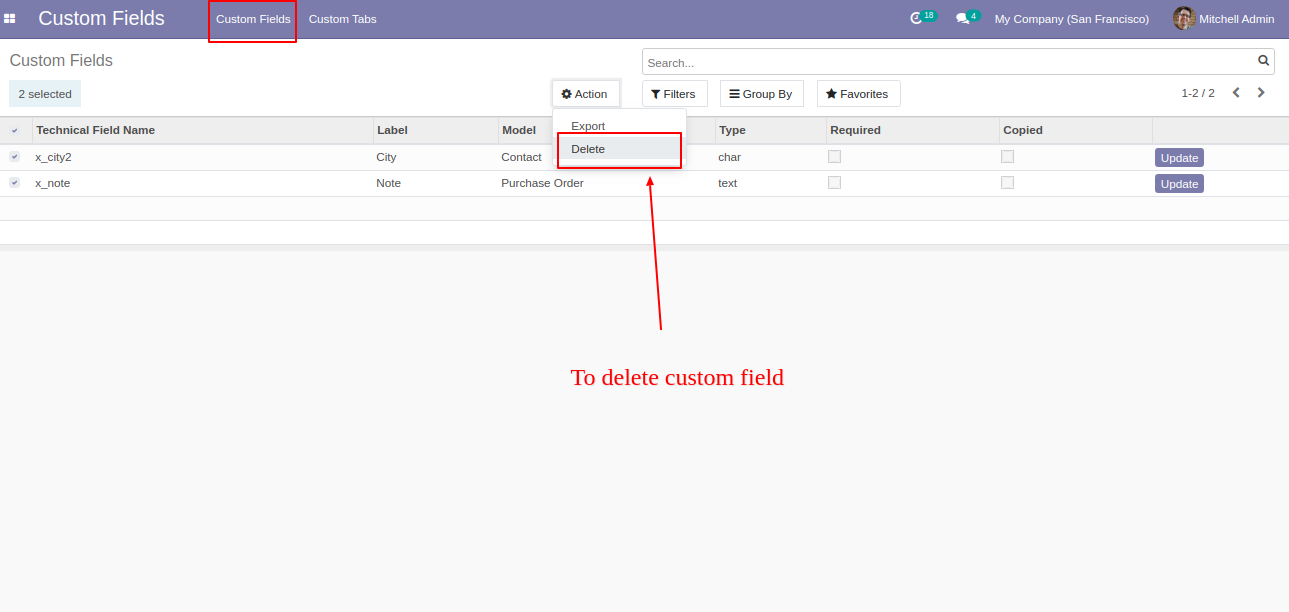 Custom Fields Custom Fields Custom Tabs 18 4 My Company (San Francisco) Mitchell Admin
Custom Fields Search...
2 selected Action Filters Group By Favorites 1-2 / 2
Export
Delete
Technical Field Name Label Model Type Required Copied
x_city2 City Contact char Update
x_note Note Purchase Order text Update
To delete custom field